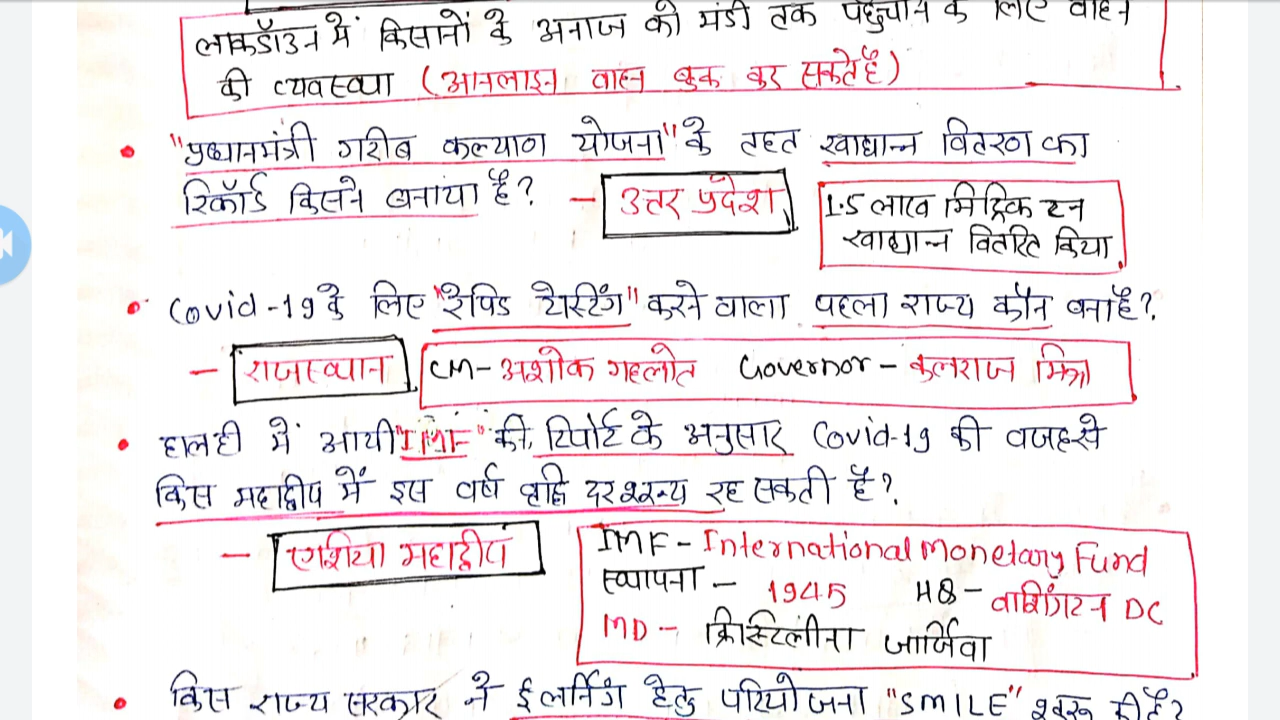 लाकडॉउन में किसानों के अनाज को मंडी तक पहुंचाने के लिए वाहन
की व्यवस्था (आनलाइन वाहन बुक कर सकते है)
• "प्रधानमंत्री गरीब कल्याण योजना" के तहत खाद्यान्न वितरण का
रिकॉर्ड किसने बनाया है? – उत्तर प्रदेश
1.5 लाख मिट्रिक टन
खाद्यान्न वितरित किया
• Covid-19 के लिए "रैपिड टेस्टिंग" करने वाला पहला राज्य कौन बना है?
– राजस्थान CM- अशोक गहलोत Governor - कलराज मिश्रा
• हालही में आयी "IMF" की रिपोर्ट के अनुसार Covid-19 की वजहसे
किस महाद्वीप में इस वर्ष वृद्धि दर शून्य रह सकती है?
– एशिया महाद्वीप
IMF - International Monetary Fund
स्थापना – 1945 HQ – वाशिंगटन DC
MD – क्रिस्टिलीना जार्जिवा
• किस राज्य सरकार ने ई लर्निंग हेतु परियोजना "SMILE" शुरू की है?